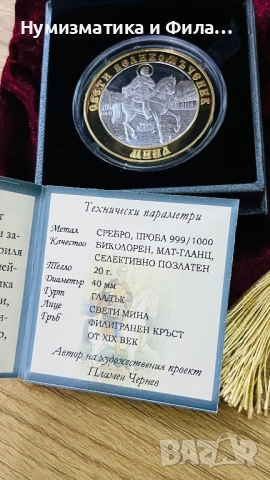 Нумизматика и Фила…
СВЕТИ ВЕЛИКОМЪЧЕНИК
МИНА
Технически параметри
Метал СРЕБРО, ПРОБА 999/1000
Качество БИКОЛОРЕН, МАТ-ГЛАНЦ,
СЕЛЕКТИВНО ПОЗЛАТЕН
Тегло 20 г.
Диаметър 40 мм
Гурт ГЛАДЪК
Лице СВЕТИ МИНА
Гръб ФИЛИГРАНЕН КРЪСТ
ОТ XIX ВЕК
Автор на художествения проект
Пламен Чернев
BAZAR